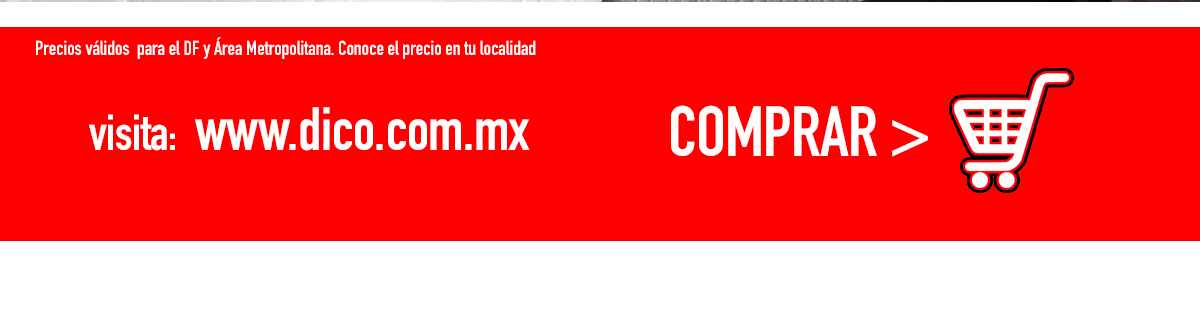 Precios válidos para el DF y Área Metropolitana. Conoce el precio en tu localidad
visita: www.dico.com.mx
COMPRAR >